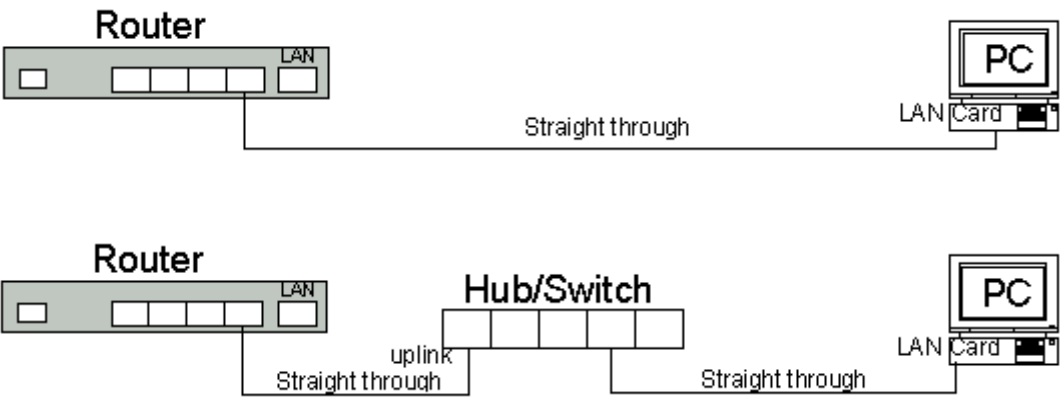 Router
LAN
PC
LAN Card
Straight through
Router
LAN
Hub/Switch
PC
uplink
LAN Card
Straight through
Straight through